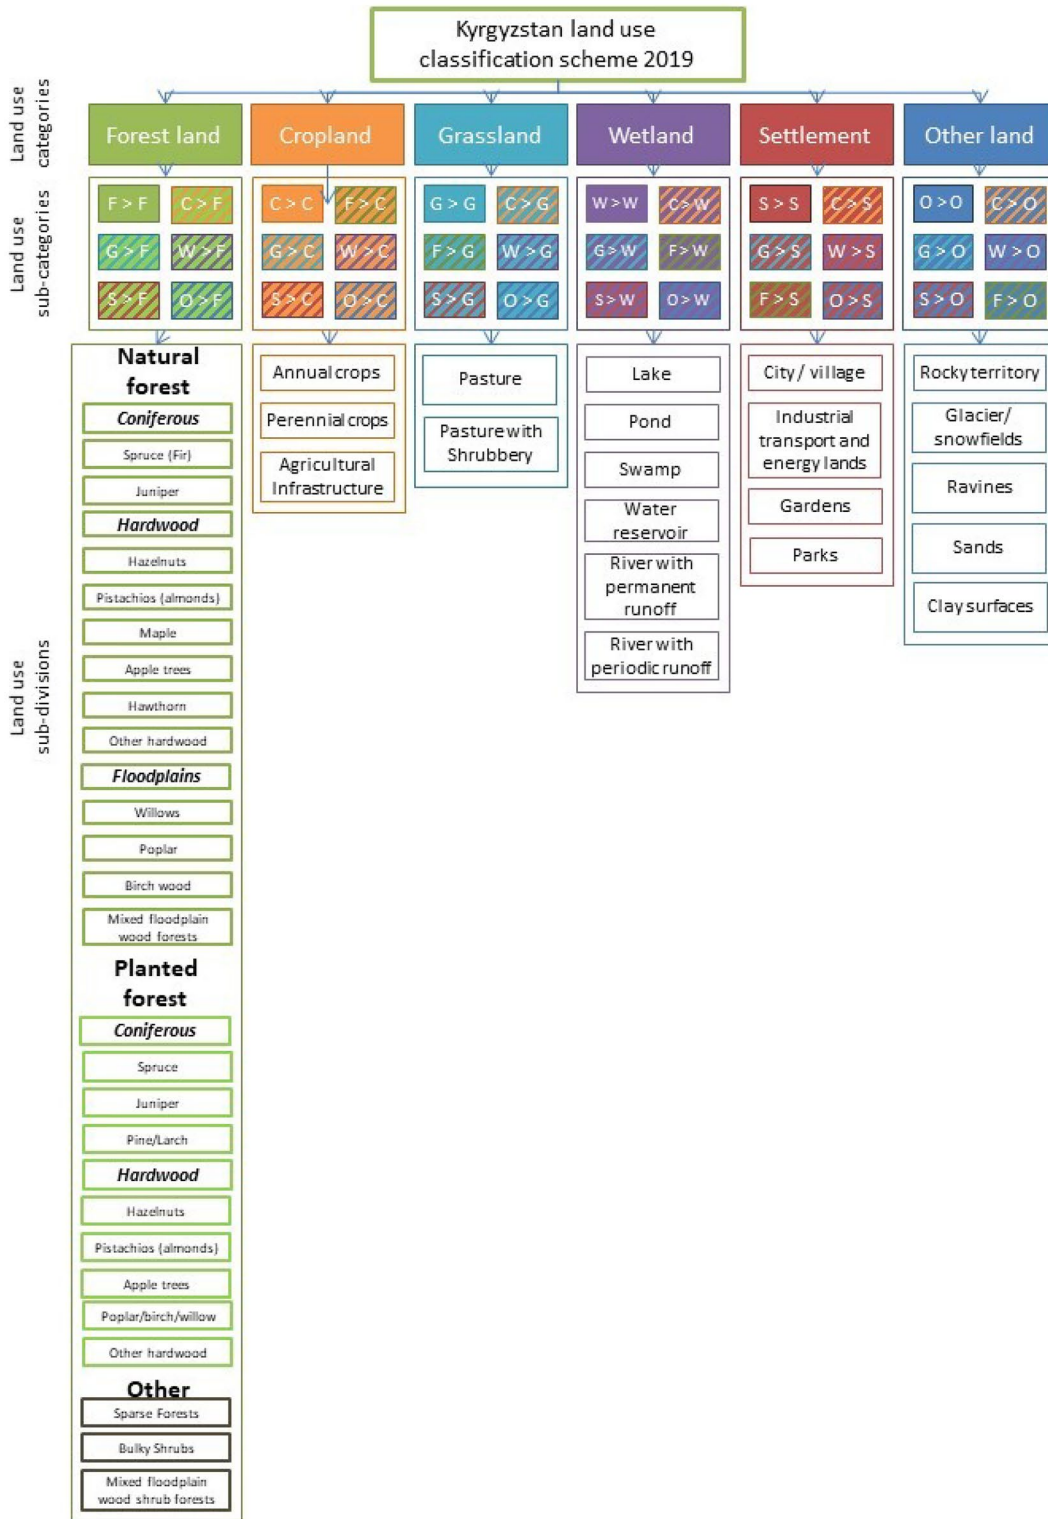 Kyrgyzstan land use
classification scheme 2019
Land use
categories
Forest land
Cropland
Grassland
Wetland
Settlement
Other land
Land use
sub-categories
F > F
C > F
G > F
W > F
S > F
O > F
C > C
F > C
G > C
W > C
S > C
O > C
G > G
C > G
F > G
W > G
S > G
O > G
W > W
C > W
G > W
F > W
S > W
O > W
S > S
C > S
G > S
W > S
F > S
O > S
O > O
C > O
G > O
W > O
S > O
F > O
Land use
sub-divisions
Natural
forest
Coniferous
Spruce (Fir)
Juniper
Hardwood
Hazelnuts
Pistachios (almonds)
Maple
Apple trees
Hawthorn
Other hardwood
Floodplains
Willows
Poplar
Birch wood
Mixed floodplain
wood forests
Planted
forest
Coniferous
Spruce
Juniper
Pine/Larch
Hardwood
Hazelnuts
Pistachios (almonds)
Apple trees
Poplar/birch/willow
Other hardwood
Other
Sparse Forests
Bulky Shrubs
Mixed floodplain
wood shrub forests
Annual crops
Perennial crops
Agricultural
Infrastructure
Pasture
Pasture with
Shrubbery
Lake
Pond
Swamp
Water
reservoir
River with
permanent
runoff
River with
periodic runoff
City / village
Industrial
transport and
energy lands
Gardens
Parks
Rocky territory
Glacier/
snowfields
Ravines
Sands
Clay surfaces